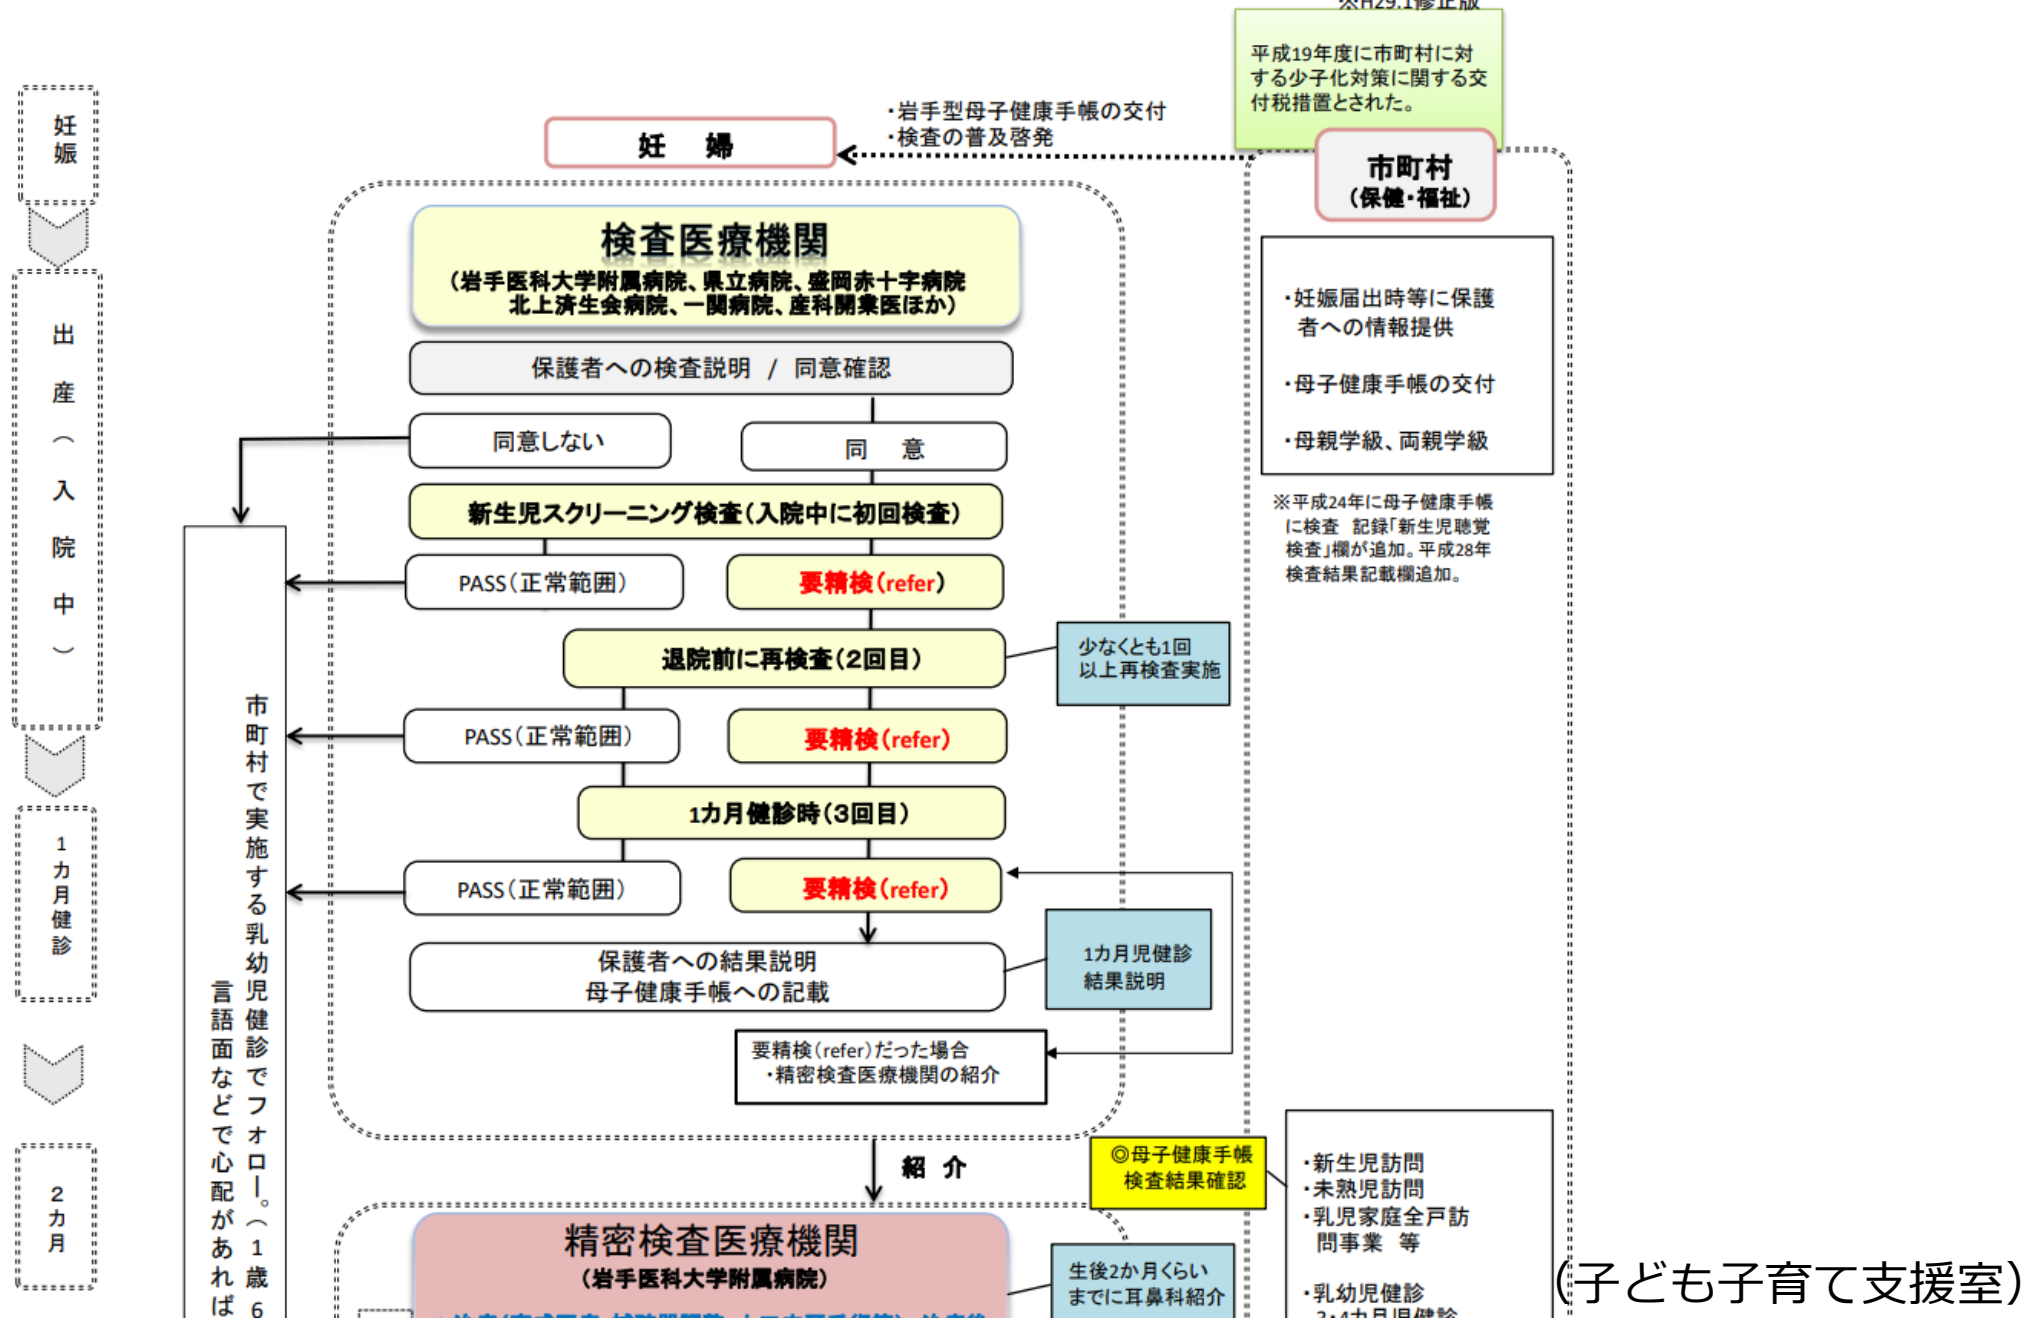 ※H29.1修正版
平成19年度に市町村に対
する少子化対策に関する交
付税措置とされた。
妊娠
・岩手型母子健康手帳の交付
・検査の普及啓発
妊 婦
市町村
（保健・福祉）
検査医療機関
（岩手医科大学附属病院、県立病院、盛岡赤十字病院
北上済生会病院、一関病院、産科開業医ほか）
・妊娠届出時等に保護
者への情報提供
・母子健康手帳の交付
・母親学級、両親学級
出産（入院中）
保護者への検査説明 / 同意確認
同意しない
同 意
新生児スクリーニング検査（入院中に初回検査）
※平成24年に母子健康手帳
に検査 記録「新生児聴覚
検査」欄が追加。平成28年
検査結果記載欄追加。
PASS（正常範囲）
要精検（refer）
退院前に再検査（2回目）
少なくとも1回
以上再検査実施
PASS（正常範囲）
要精検（refer）
1カ月健診時（3回目）
1カ月健診
PASS（正常範囲）
要精検（refer）
保護者への結果説明
母子健康手帳への記載
1カ月児健診
結果説明
要精検（refer）だった場合
・精密検査医療機関の紹介
市町村で実施する乳幼児健診でフォロー。（1歳6
言語面などで心配があれば
紹 介
◎母子健康手帳
検査結果確認
・新生児訪問
・未熟児訪問
・乳児家庭全戸訪
問事業 等
・乳幼児健診
2カ月
精密検査医療機関
（岩手医科大学附属病院）
生後2か月くらい
までに耳鼻科紹介
（子ども子育て支援室）